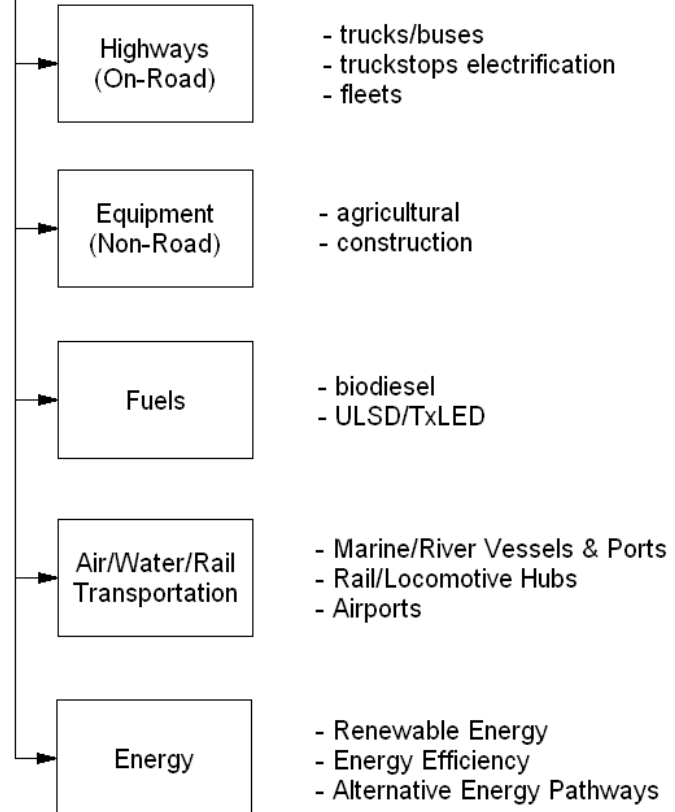 Highways
(On-Road)
- trucks/buses
- truckstops electrification
- fleets
Equipment
(Non-Road)
- agricultural
- construction
Fuels
- biodiesel
- ULSD/TxLED
Air/Water/Rail
Transportation
- Marine/River Vessels & Ports
- Rail/Locomotive Hubs
- Airports
Energy
- Renewable Energy
- Energy Efficiency
- Alternative Energy Pathways